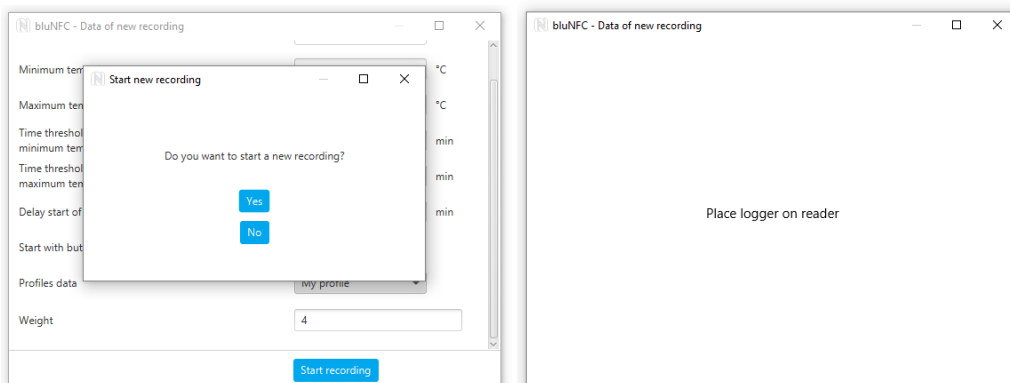 bluNFC - Data of new recording
Minimum tem
°C
Start new recording
Maximum ten
°C
Time threshol
minimum tem
min
Do you want to start a new recording?
Time threshol
maximum ten
min
Yes
Delay start of
min
No
Start with but
Profiles data
My profile
Weight
4
Start recording
bluNFC - Data of new recording
Place logger on reader